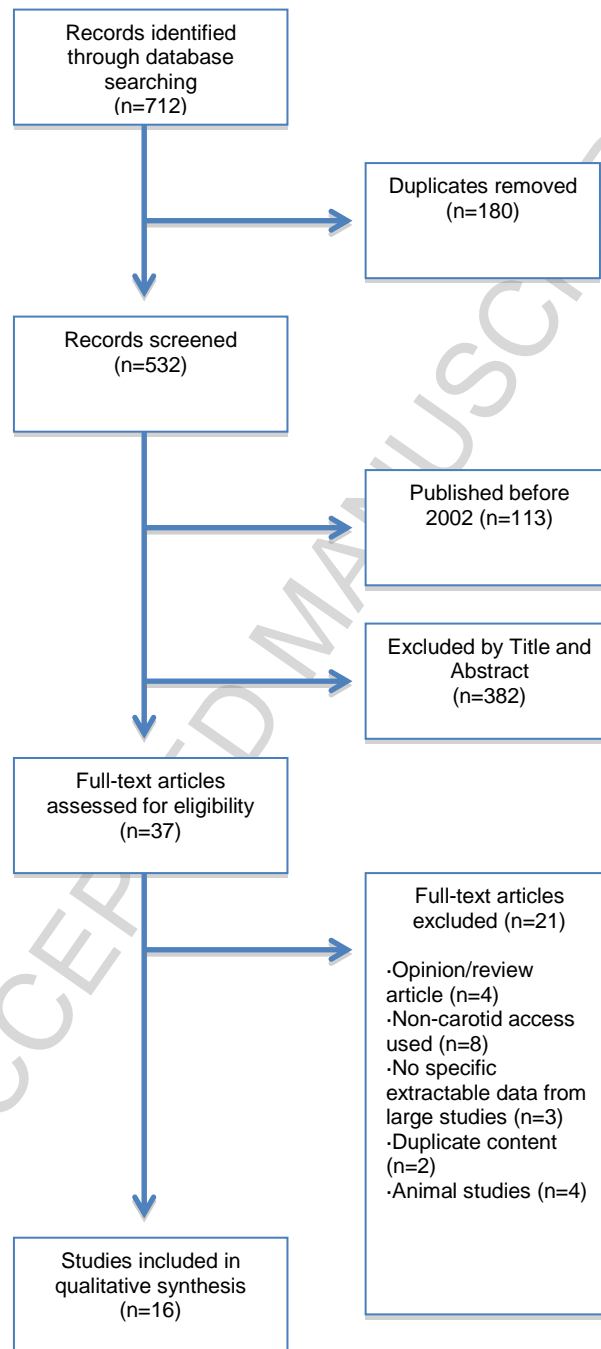 Records identified
through database
searching
(n=712)
Duplicates removed
(n=180)
Records screened
(n=532)
Published before
2002 (n=113)
Excluded by Title and
Abstract
(n=382)
Full-text articles
assessed for eligibility
(n=37)
Full-text articles
excluded (n=21)
·Opinion/review
article (n=4)
·Non-carotid access
used (n=8)
·No specific
extractable data from
large studies (n=3)
·Duplicate content
(n=2)
·Animal studies (n=4)
Studies included in
qualitative synthesis
(n=16)